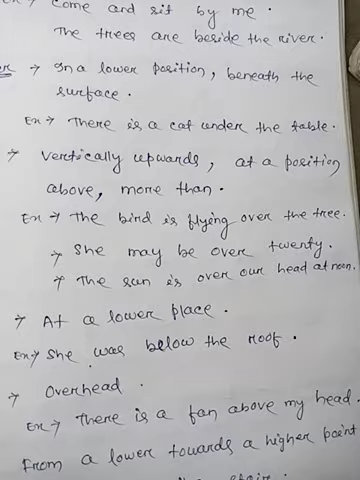 → Come and sit by me.
The trees are beside the river.
→ In a lower position, beneath the
surface.
Ex → There is a cat under the table.
→ Vertically upwards, at a position
above, more than.
Ex → The bird is flying over the tree.
→ She may be over twenty.
→ The sun is over our head at noon.
→ At a lower place.
Ex → She was below the roof.
→ Overhead.
Ex → There is a fan above my head.
From a lower towards a higher point